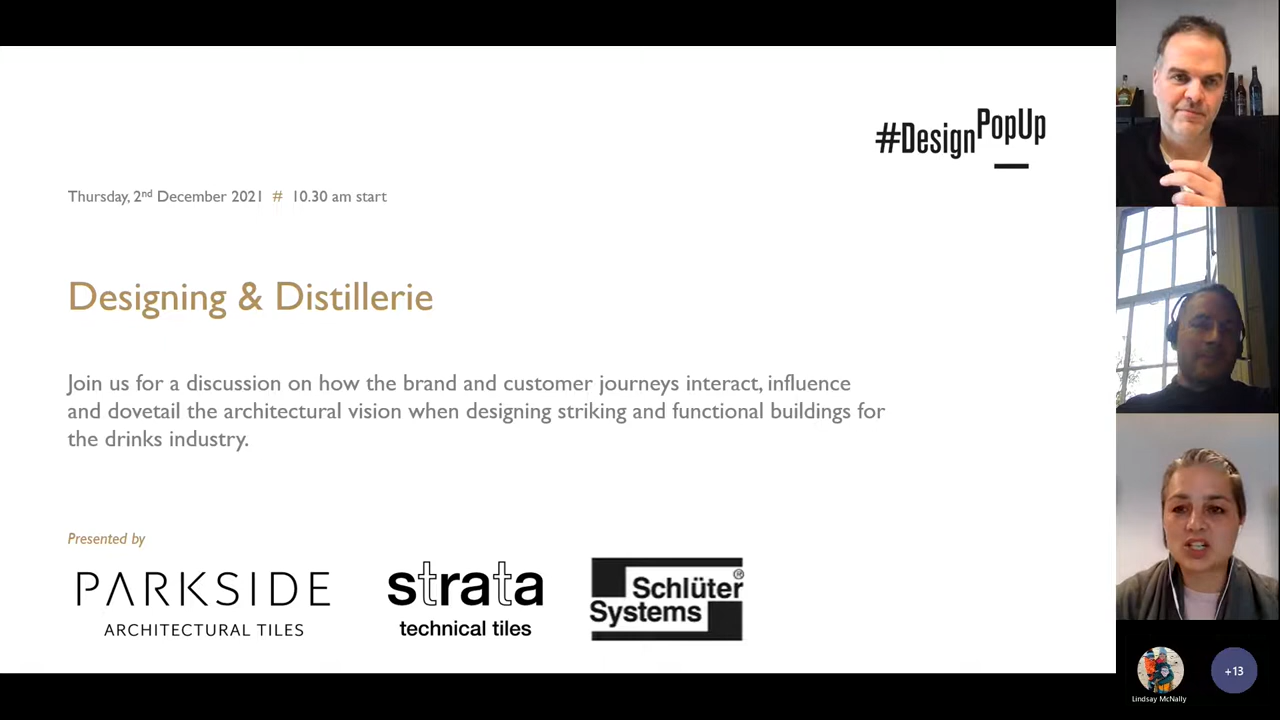 #DesignPopUp
Thursday, 2nd December 2021 # 10.30 am start
Designing & Distillerie
Join us for a discussion on how the brand and customer journeys interact, influence
and dovetail the architectural vision when designing striking and functional buildings for
the drinks industry.
Presented by
PARKSIDE
ARCHITECTURAL TILES
strata
technical tiles
Schlüter®
Systems
Lindsay McNally
+13